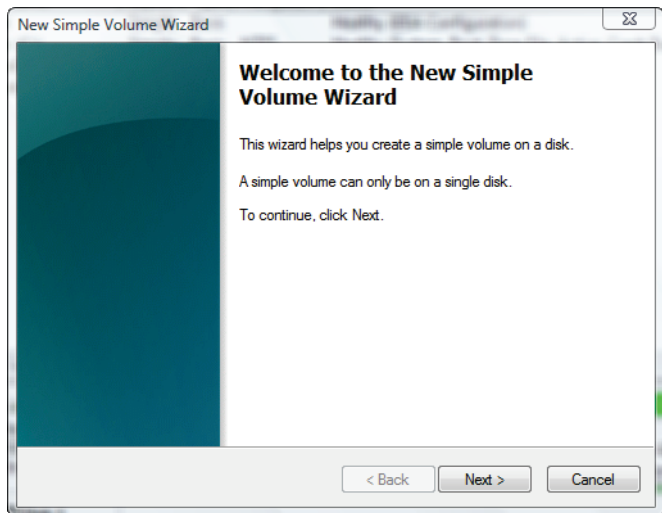 New Simple Volume Wizard
Welcome to the New Simple
Volume Wizard
This wizard helps you create a simple volume on a disk.
A simple volume can only be on a single disk.
To continue, click Next.
< Back
Next >
Cancel